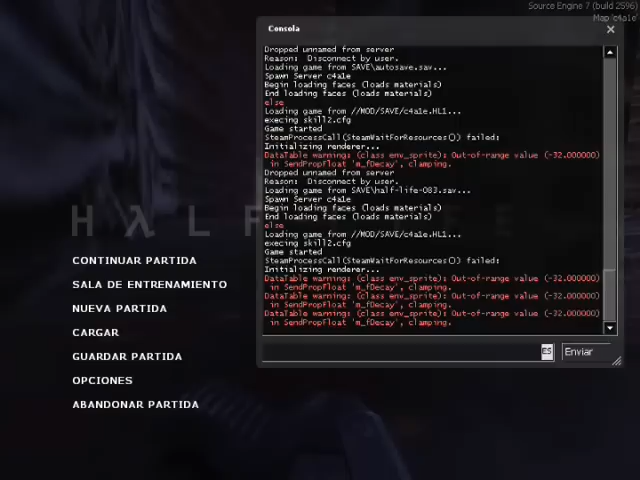 Source Engine 7 (build 2596)
Map 'c4a1e'
Consola
Dropped unnamed from server
Reason: Disconnect by user.
Loading game from SAVE\autosave.sav...
Spawn Server c4a1e
Begin loading faces (loads materials)
End loading faces (loads materials)
else
Loading game from //MOD/SAVE/c4a1e.HL1...
execing skill2.cfg
Game started
SteamProcessCall(SteamWaitForResources()) failed:
Initializing renderer...
DataTable warning: (class env_sprite): Out-of-range value (-32.000000)
in SendPropFloat 'm_fDecay', clamping.
Dropped unnamed from server
Reason: Disconnect by user.
Loading game from SAVE\half-life-083.sav...
Spawn Server c4a1e
Begin loading faces (loads materials)
End loading faces (loads materials)
else
Loading game from //MOD/SAVE/c4a1e.HL1...
execing skill2.cfg
Game started
SteamProcessCall(SteamWaitForResources()) failed:
Initializing renderer...
DataTable warning: (class env_sprite): Out-of-range value (-32.000000)
in SendPropFloat 'm_fDecay', clamping.
DataTable warning: (class env_sprite): Out-of-range value (-32.000000)
in SendPropFloat 'm_fDecay', clamping.
DataTable warning: (class env_sprite): Out-of-range value (-32.000000)
in SendPropFloat 'm_fDecay', clamping.
ES Enviar
HλLF
CONTINUAR PARTIDA
SALA DE ENTRENAMIENTO
NUEVA PARTIDA
CARGAR
GUARDAR PARTIDA
OPCIONES
ABANDONAR PARTIDA